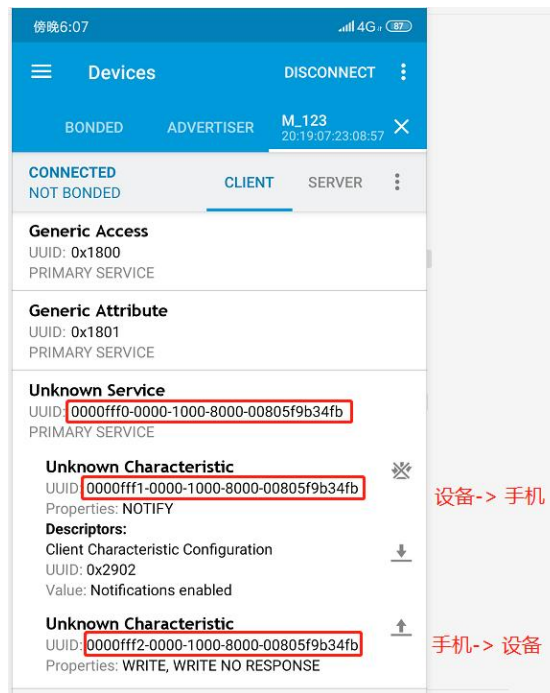 傍晚6:07
4G
87
Devices
DISCONNECT
BONDED
ADVERTISER
M_123
20:19:07:23:08:57
CONNECTED
NOT BONDED
CLIENT
SERVER
Generic Access
UUID: 0x1800
PRIMARY SERVICE
Generic Attribute
UUID: 0x1801
PRIMARY SERVICE
Unknown Service
UUID: 0000fff0-0000-1000-8000-00805f9b34fb
PRIMARY SERVICE
Unknown Characteristic
UUID: 0000fff1-0000-1000-8000-00805f9b34fb
设备-> 手机
Properties: NOTIFY
Descriptors:
Client Characteristic Configuration
UUID: 0x2902
Value: Notifications enabled
Unknown Characteristic
UUID: 0000fff2-0000-1000-8000-00805f9b34fb
手机-> 设备
Properties: WRITE, WRITE NO RESPONSE